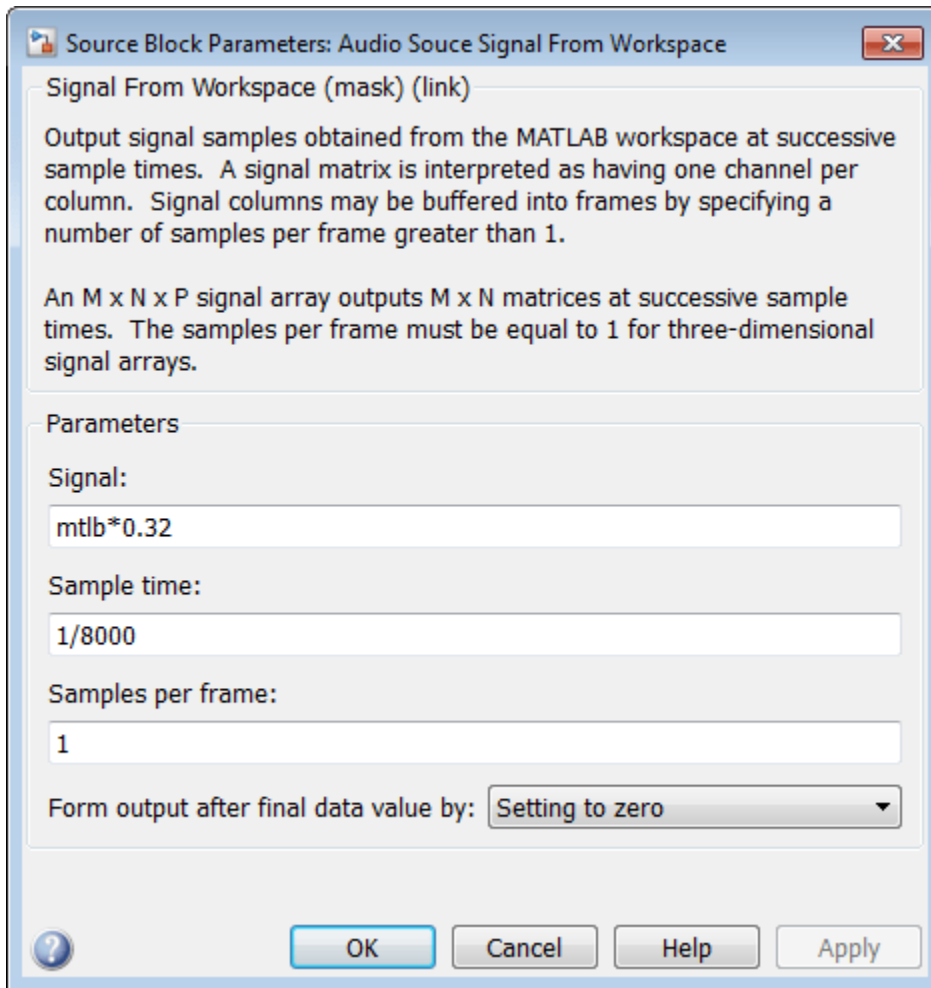 Source Block Parameters: Audio Souce Signal From Workspace
Signal From Workspace (mask) (link)
Output signal samples obtained from the MATLAB workspace at successive
sample times.  A signal matrix is interpreted as having one channel per
column.  Signal columns may be buffered into frames by specifying a
number of samples per frame greater than 1.
An M x N x P signal array outputs M x N matrices at successive sample
times.  The samples per frame must be equal to 1 for three-dimensional
signal arrays.
Parameters
Signal:
mtlb*0.32
Sample time:
1/8000
Samples per frame:
1
Form output after final data value by: Setting to zero
? OK Cancel Help Apply